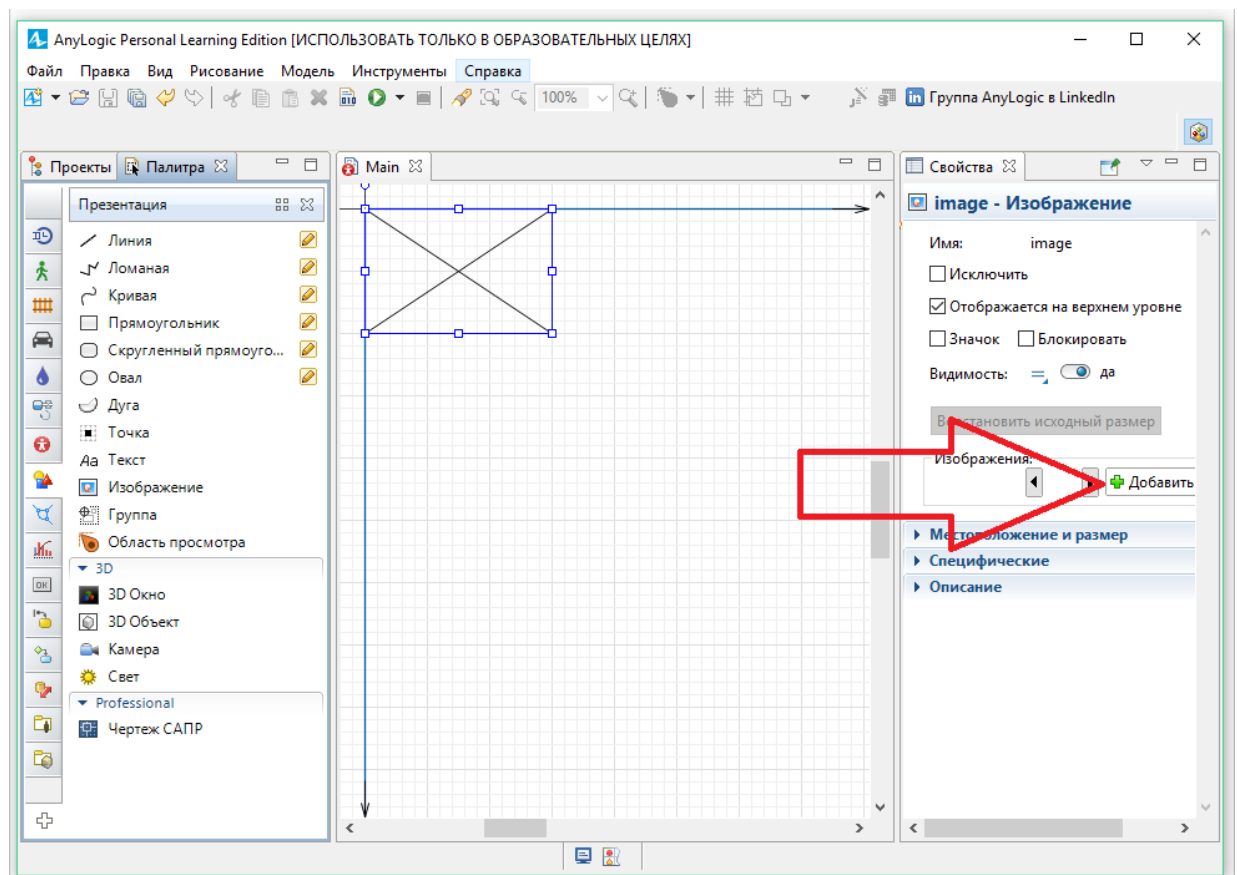 AnyLogic Personal Learning Edition [ИСПОЛЬЗОВАТЬ ТОЛЬКО В ОБРАЗОВАТЕЛЬНЫХ ЦЕЛЯХ]
Файл Правка Вид Рисование Модель Инструменты Справка
100% Группа AnyLogic в LinkedIn
Проекты Палитра
Презентация
Линия
Ломаная
Кривая
Прямоугольник
Скругленный прямоуго...
Овал
Дуга
Точка
Aa Текст
Изображение
Группа
Область просмотра
3D
3D Окно
3D Объект
Камера
Свет
Professional
Чертеж САПР
OK
Main
Свойства
image - Изображение
Имя: image
Исключить
Отображается на верхнем уровне
Значок Блокировать
Видимость: = да
Восстановить исходный размер
Изображения:
Добавить
Местоположение и размер
Специфические
Описание